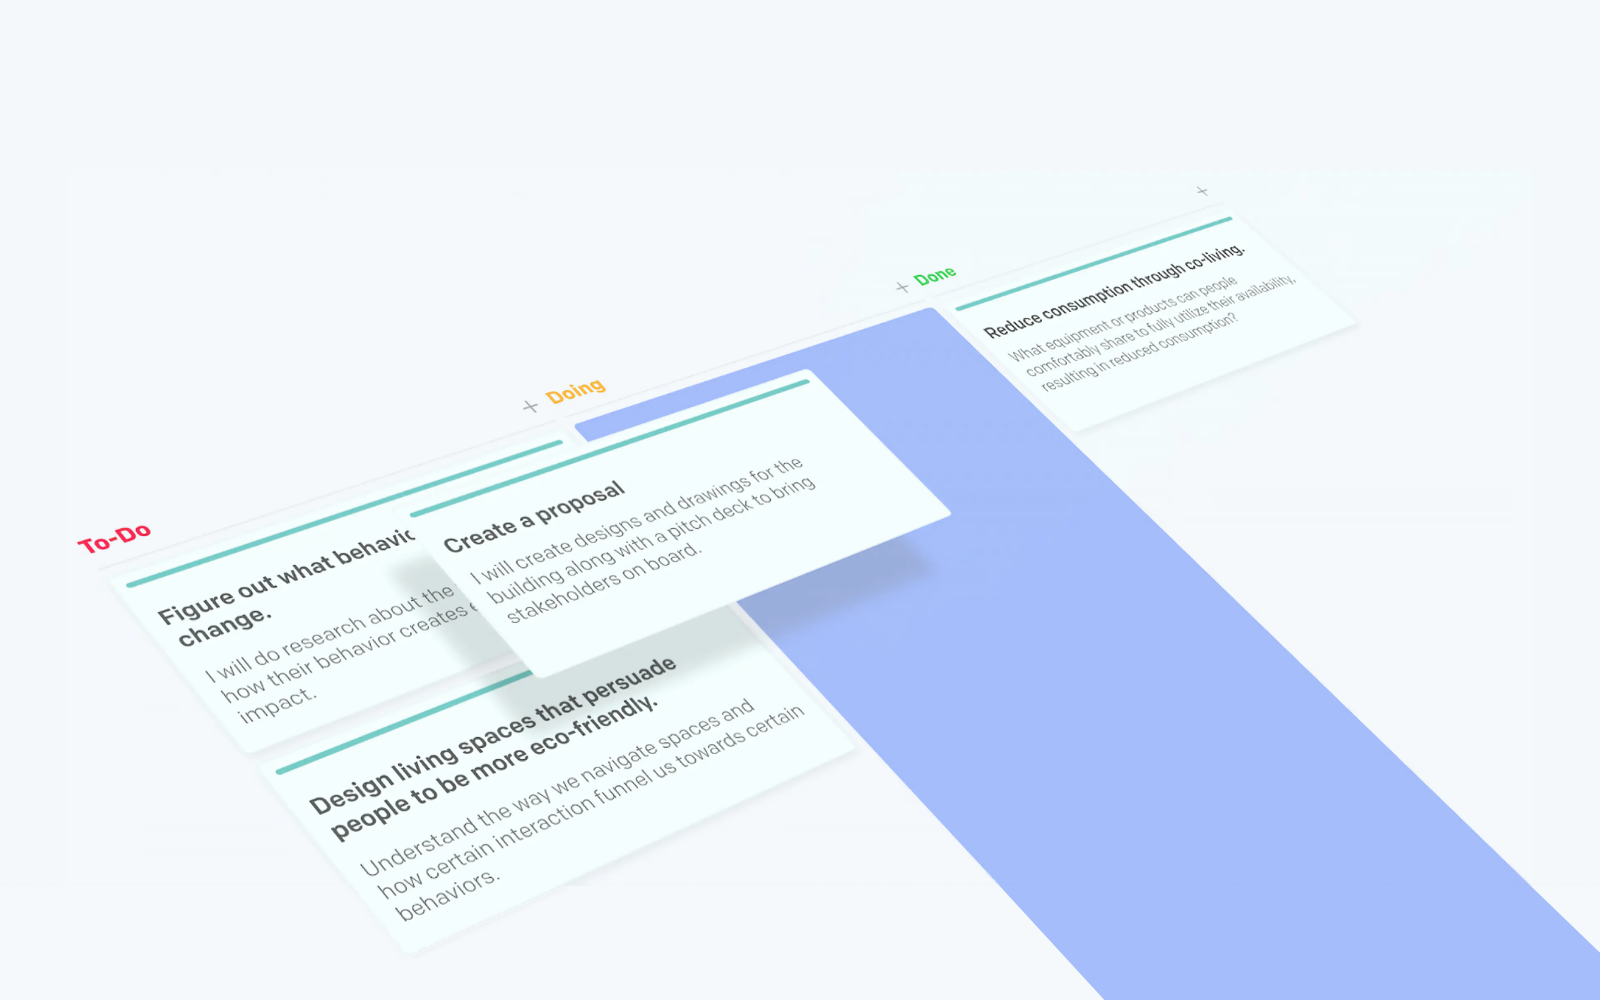 To-Do
+
Figure out what behavio
change.
I will do research about the
how their behavior creates e
impact.
Design living spaces that persuade
people to be more eco-friendly.
Understand the way we navigate spaces and
how certain interaction funnel us towards certain
behaviors.
Doing
+
Create a proposal
I will create designs and drawings for the
building along with a pitch deck to bring
stakeholders on board.
Done
+
Reduce consumption through co-living.
What equipment or products can people
comfortably share to fully utilize their availability,
resulting in reduced consumption?